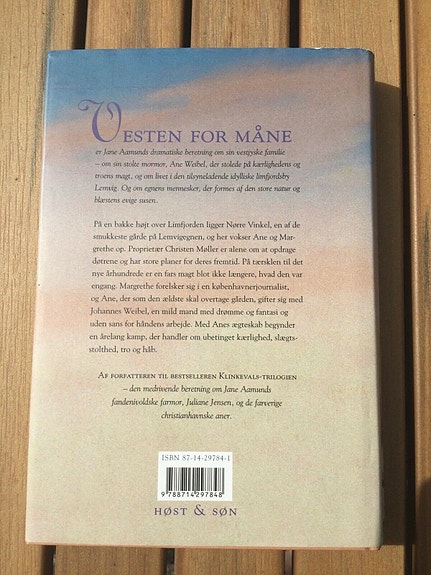 VESTEN FOR MÅNE
er Jane Aamunds dramatiske beretning om sin vestjyske familie
– om sin stolte mormor, Ane Weibel, der stolede på kærlighedens og
troens magt, og om livet i den tilsyneladende idylliske limfjordsby
Lemvig. Og om egnens mennesker, der formes af den store natur og
blæstens evige susen.
På en bakke højt over Limfjorden ligger Nørre Vinkel, en af de
smukkeste gårde på Lemvigegnen, og her vokser Ane og Mar-
grethe op. Proprietær Christen Møller er alene om at opdrage
døtrene og har store planer for deres fremtid. På tærsklen til det
nye århundrede er en fars magt blot ikke længere, hvad den var
engang. Margrethe forelsker sig i en københavnerjournalist,
og Ane, der som den ældste skal overtage gården, gifter sig med
Johannes Weibel, en mild mand med drømme og fantasi og
uden sans for håndens arbejde. Med Anes ægteskab begynder
en årelang kamp, der handler om ubetinget kærlighed, slægts-
stolthed, tro og håb.
AF FORFATTEREN TIL BESTSELLEREN KLINKEVALS-TRILOGIEN
– den medrivende beretning om Jane Aamunds
fandenivoldske farmor, Juliane Jensen, og de farverige
christianhavnske aner.
ISBN 87-14-29784-1
9 788714 297848
HØST & SØN